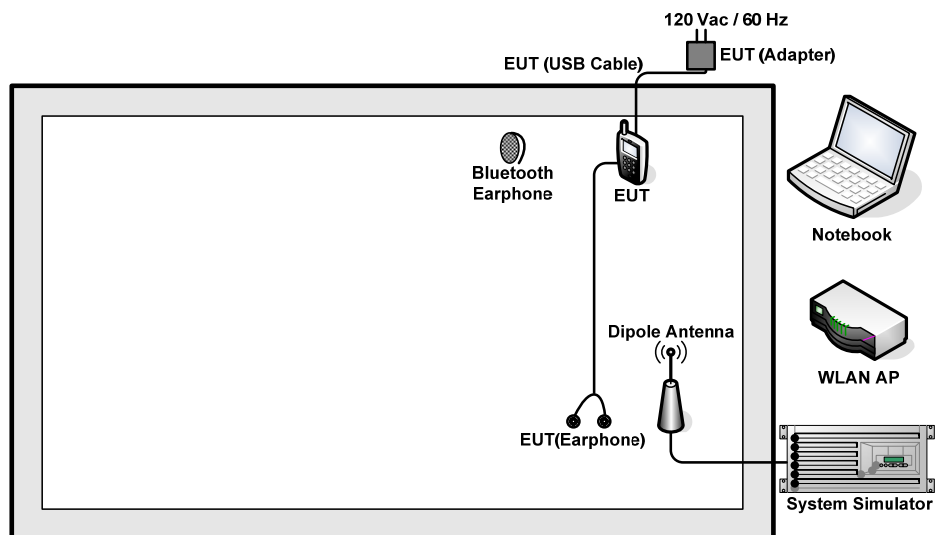 120 Vac / 60 Hz
EUT (USB Cable)
EUT (Adapter)
Bluetooth
Earphone
EUT
Notebook
Dipole Antenna
WLAN AP
EUT(Earphone)
System Simulator